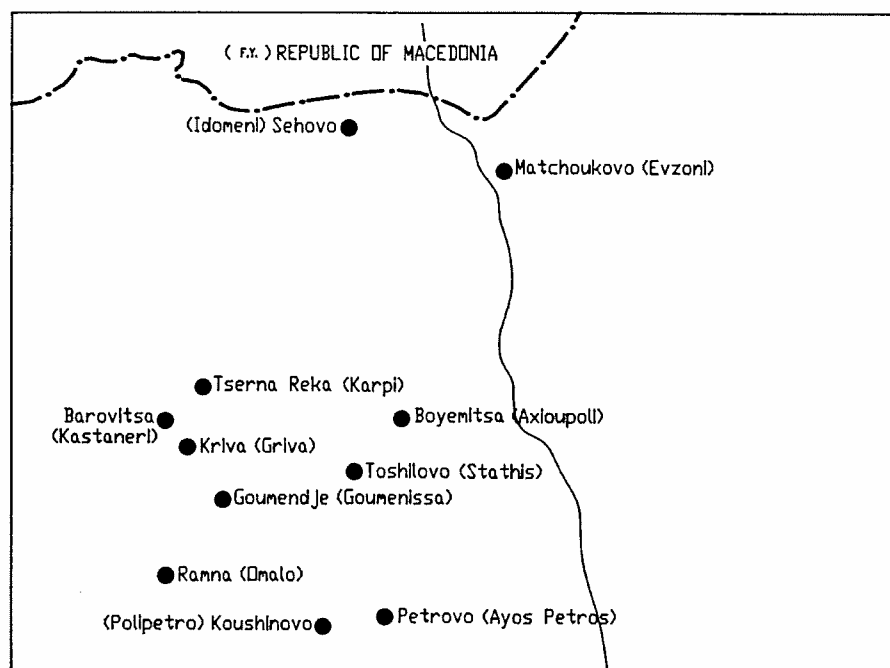 ( F.Y. ) REPUBLIC OF MACEDONIA
(Idomeni) Sehovo
Matchoukovo (Evzoni)
Tserna Reka (Karpi)
Barovitsa
(Kastaneri)
Boyemitsa (Axioupoli)
Kriva (Griva)
Toshilovo (Stathis)
Goumendje (Goumenissa)
Ramna (Omalo)
(Polipetro) Koushinovo
Petrovo (Ayos Petros)